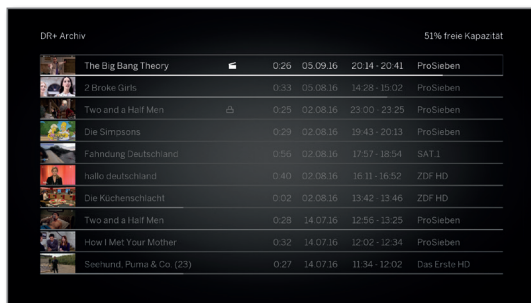 DR+ Archiv 51% freie Kapazität
The Big Bang Theory 0:26 05.09.16 20:14 - 20:41 ProSieben
2 Broke Girls 0:33 05.08.16 14:28 - 15:02 ProSieben
Two and a Half Men 0:25 02.08.16 23:00 - 23:25 ProSieben
Die Simpsons 0:29 02.08.16 19:43 - 20:13 ProSieben
Fahndung Deutschland 0:56 02.08.16 17:57 - 18:54 SAT.1
hallo deutschland 0:40 02.08.16 16:11 - 16:52 ZDF HD
Die Küchenschlacht 0:02 02.08.16 13:42 - 13:46 ZDF HD
Two and a Half Men 0:28 14.07.16 12:56 - 13:25 ProSieben
How I Met Your Mother 0:32 14.07.16 12:02 - 12:34 ProSieben
Seehund, Puma & Co. (23) 0:27 14.07.16 11:34 - 12:02 Das Erste HD